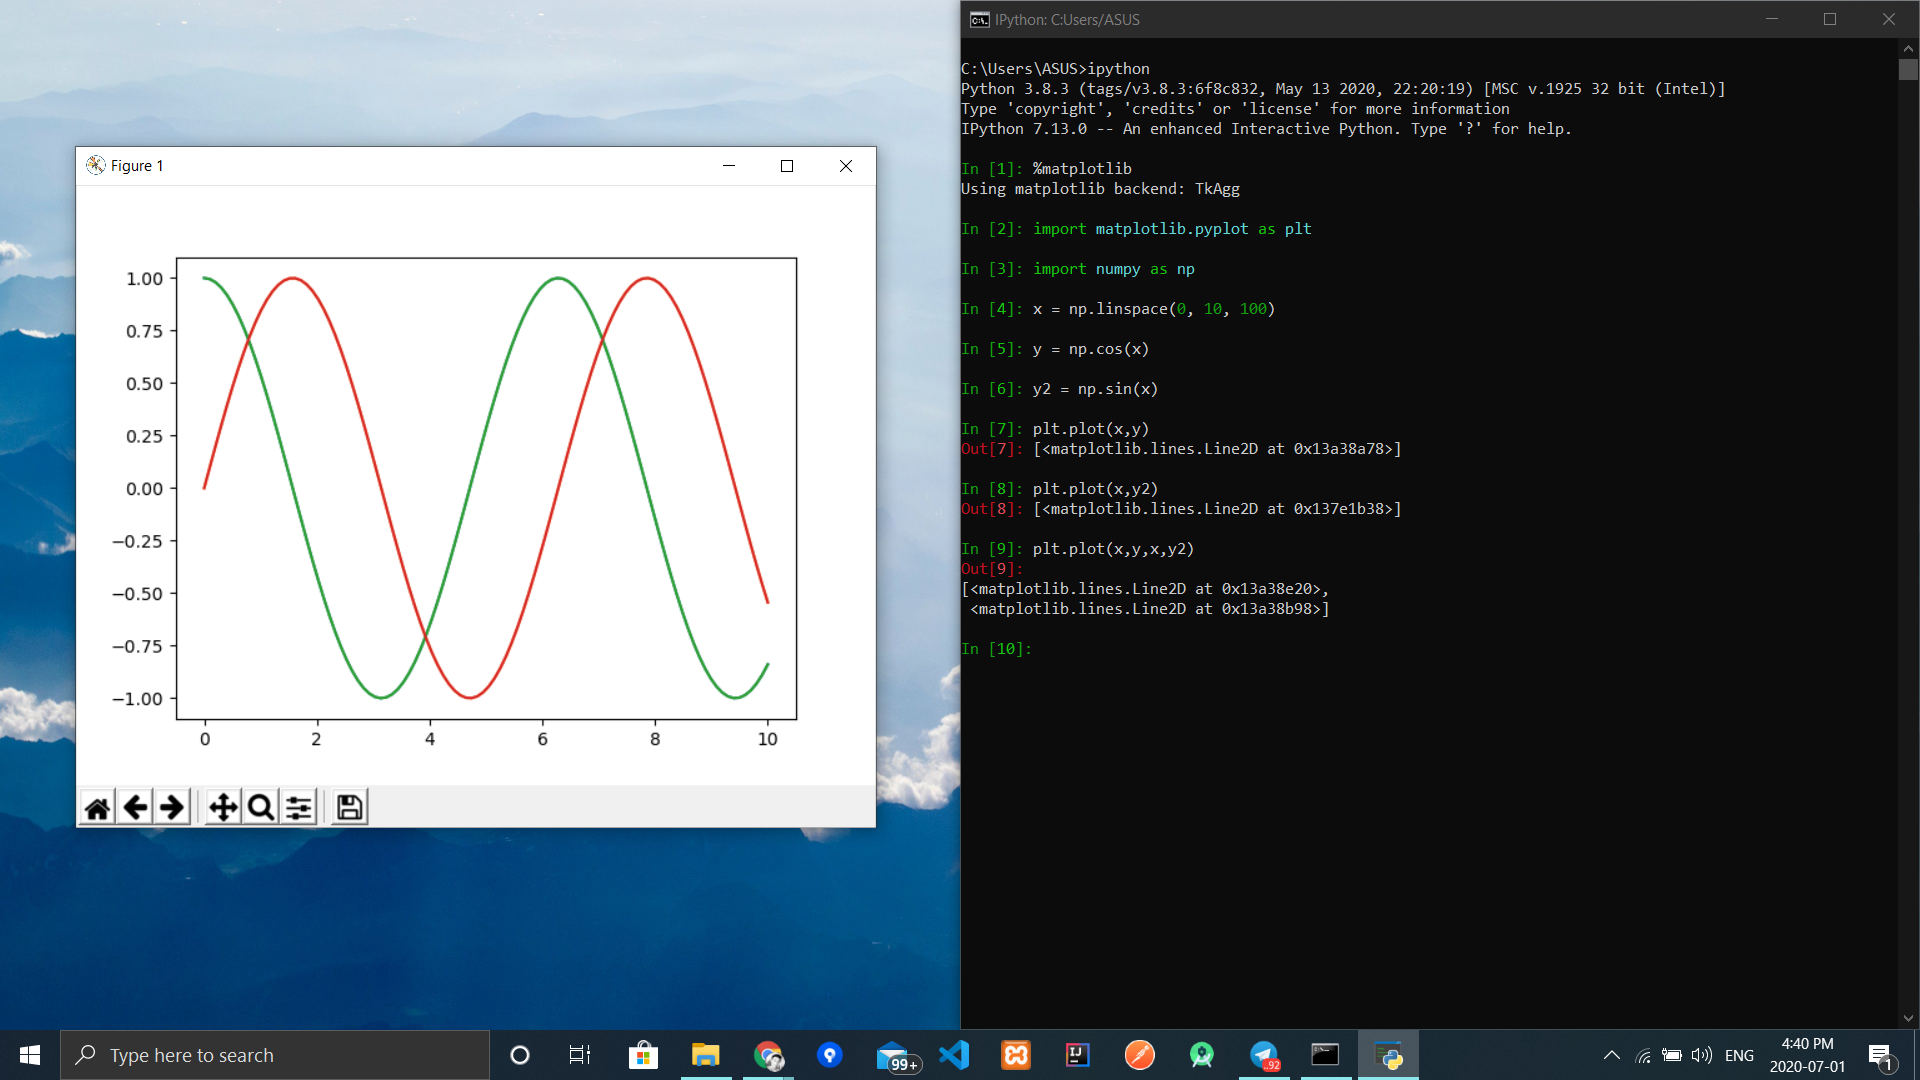 Figure 1
1.00
0.75
0.50
0.25
0.00
−0.25
−0.50
−0.75
−1.00
0 2 4 6 8 10
IPython: C:Users/ASUS
C:\Users\ASUS>ipython
Python 3.8.3 (tags/v3.8.3:6f8c832, May 13 2020, 22:20:19) [MSC v.1925 32 bit (Intel)]
Type 'copyright', 'credits' or 'license' for more information
IPython 7.13.0 -- An enhanced Interactive Python. Type '?' for help.
In [1]: %matplotlib
Using matplotlib backend: TkAgg
In [2]: import matplotlib.pyplot as plt
In [3]: import numpy as np
In [4]: x = np.linspace(0, 10, 100)
In [5]: y = np.cos(x)
In [6]: y2 = np.sin(x)
In [7]: plt.plot(x,y)
Out[7]: [<matplotlib.lines.Line2D at 0x13a38a78>]
In [8]: plt.plot(x,y2)
Out[8]: [<matplotlib.lines.Line2D at 0x137e1b38>]
In [9]: plt.plot(x,y,x,y2)
Out[9]:
[<matplotlib.lines.Line2D at 0x13a38e20>,
 <matplotlib.lines.Line2D at 0x13a38b98>]
In [10]:
Type here to search
99+
IJ
..92
ENG
4:40 PM
2020-07-01
1